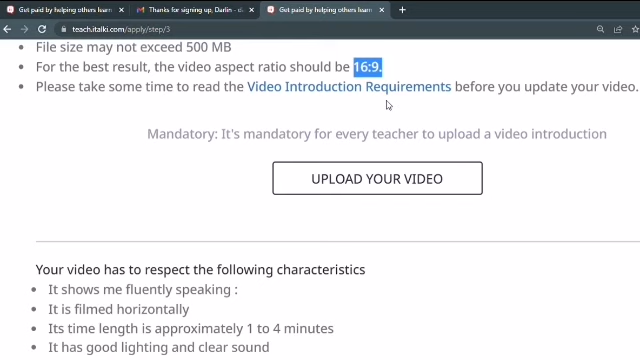 Get paid by helping others learn
Thanks for signing up, Darlin - d
Get paid by helping others learn
teach.italki.com/apply/step/3
File size may not exceed 500 MB
For the best result, the video aspect ratio should be 16:9.
Please take some time to read the Video Introduction Requirements before you update your video.
Mandatory: It's mandatory for every teacher to upload a video introduction
UPLOAD YOUR VIDEO
Your video has to respect the following characteristics
It shows me fluently speaking :
It is filmed horizontally
Its time length is approximately 1 to 4 minutes
It has good lighting and clear sound